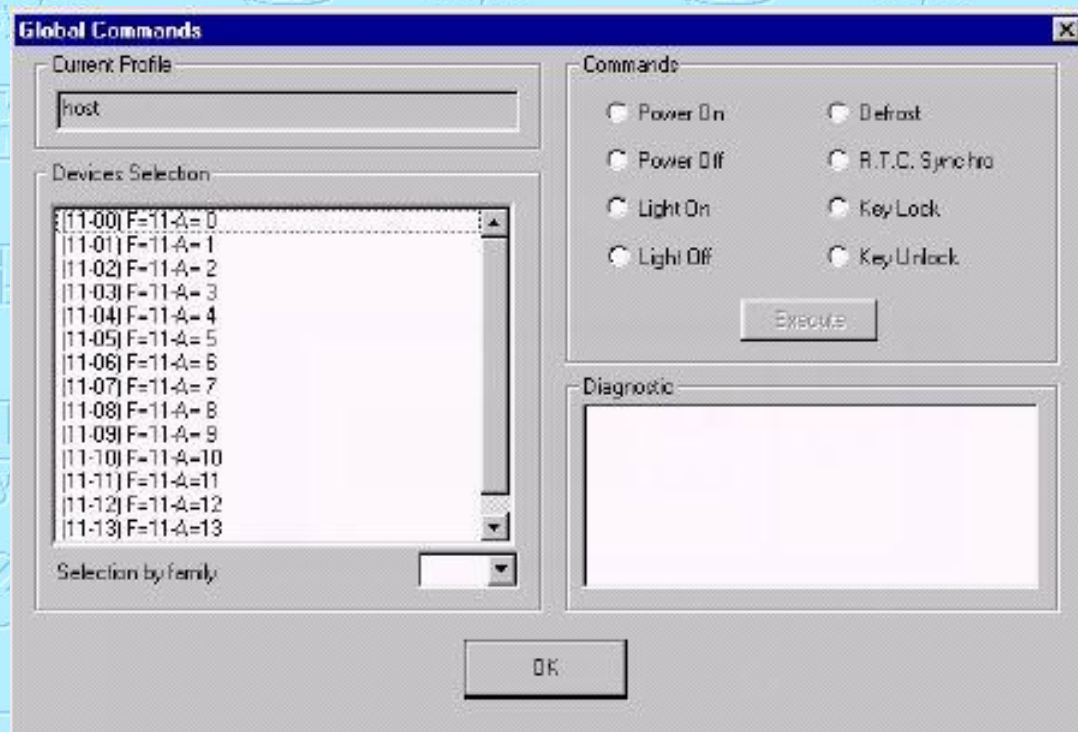 Global Commands
Current Profile
host
Devices Selection
(11-00) F=11-A= 0
(11-01) F=11-A= 1
(11-02) F=11-A= 2
(11-03) F=11-A= 3
(11-04) F=11-A= 4
(11-05) F=11-A= 5
(11-06) F=11-A= 6
(11-07) F=11-A= 7
(11-08) F=11-A= 8
(11-09) F=11-A= 9
(11-10) F=11-A=10
(11-11) F=11-A=11
(11-12) F=11-A=12
(11-13) F=11-A=13
Selection by family
Commands
Power On
Defrost
Power Off
R.T.C. Synchro
Light On
Key Lock
Light Off
Key Unlock
Execute
Diagnostic
OK